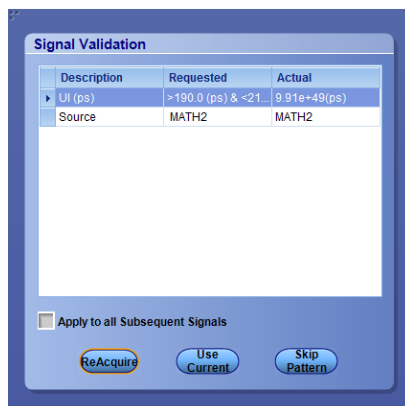 Signal Validation
Description Requested Actual
UI (ps) >190.0 (ps) & <21... 9.91e+49(ps)
Source MATH2 MATH2
Apply to all Subsequent Signals
ReAcquire Use Current Skip Pattern